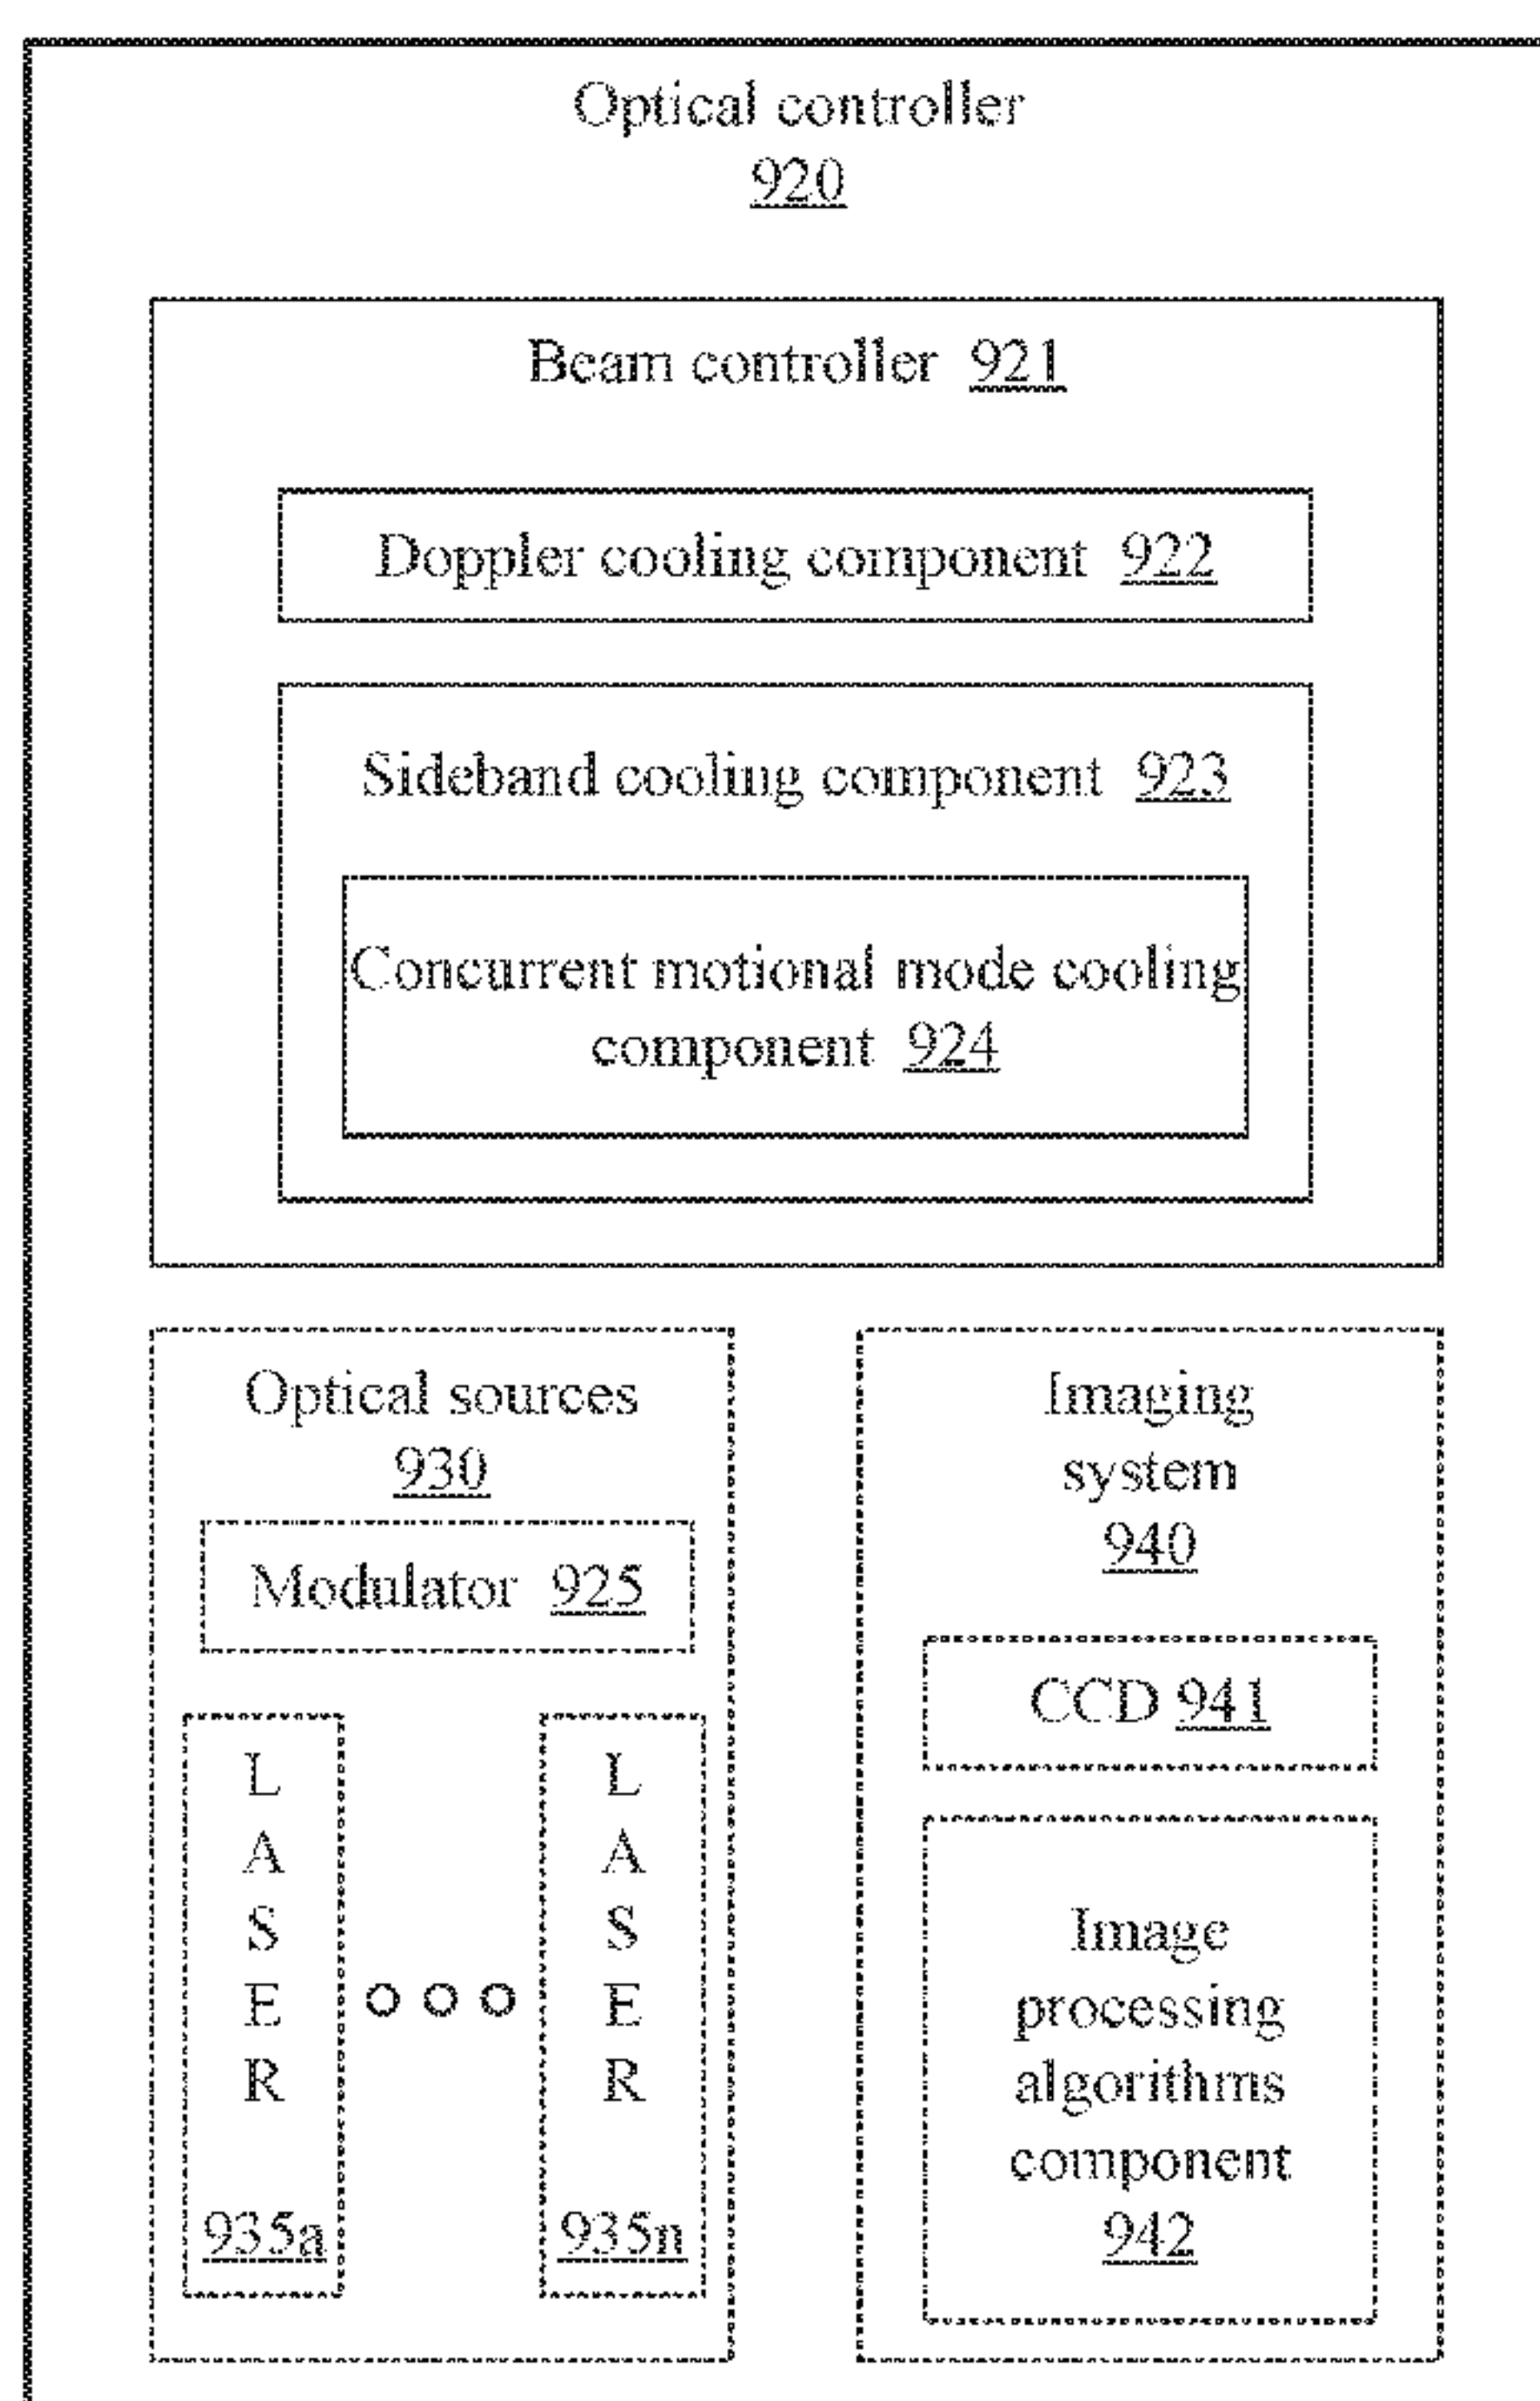 Optical controller
920
Beam controller 921
Doppler cooling component 922
Sideband cooling component 923
Concurrent motional mode cooling
component 924
Optical sources
930
Modulator 925
L
A
S
E
R
935a
L
A
S
E
R
935n
Imaging
system
940
CCD 941
Image
processing
algorithms
component
942